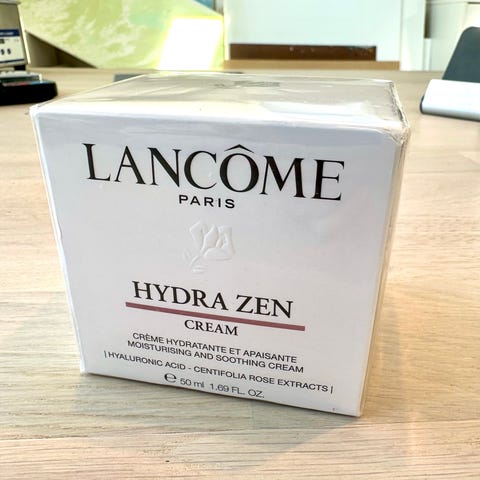 LANCÔME
PARIS
HYDRA ZEN
CREAM
CRÈME HYDRATANTE ET APAISANTE
MOISTURISING AND SOOTHING CREAM
| HYALURONIC ACID - CENTIFOLIA ROSE EXTRACTS |
℮ 50 ml 1.69 FL. OZ.